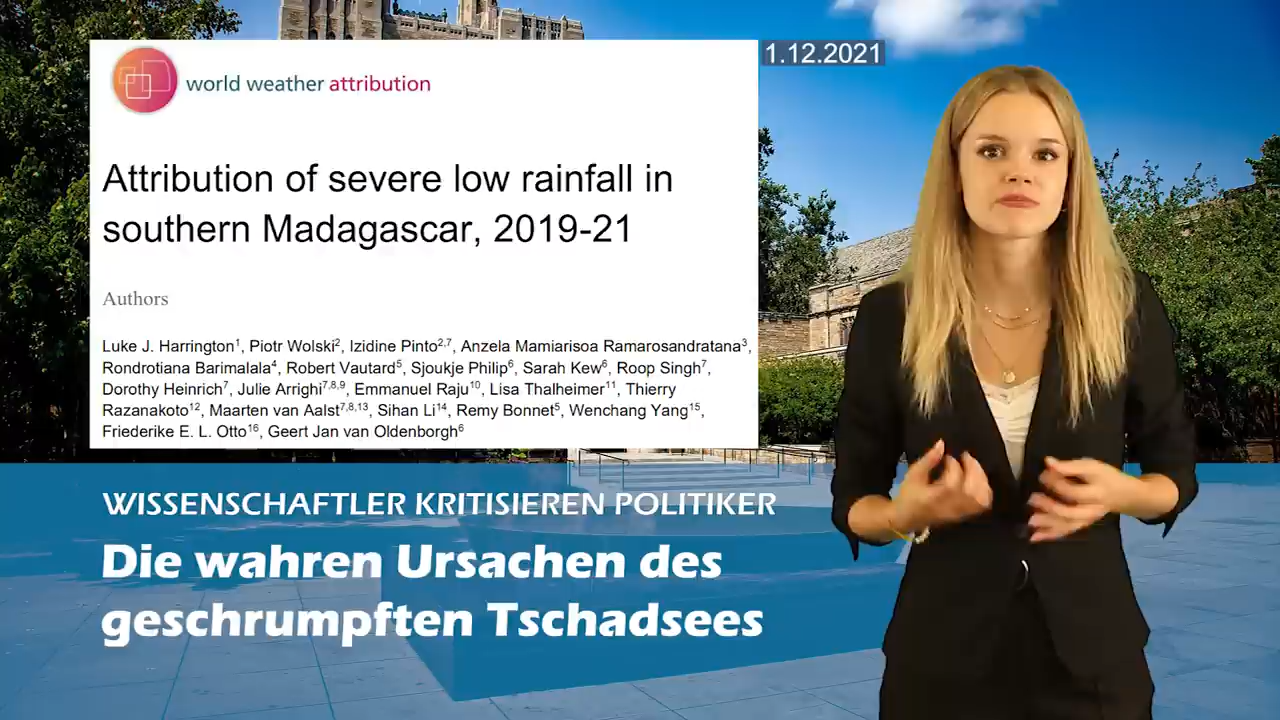 world weather attribution
1.12.2021
Attribution of severe low rainfall in
southern Madagascar, 2019-21
Authors
Luke J. Harrington¹, Piotr Wolski², Izidine Pinto²,⁷, Anzela Mamiarisoa Ramarosandratana³,
Rondrotiana Barimalala⁴, Robert Vautard⁵, Sjoukje Philip⁶, Sarah Kew⁶, Roop Singh⁷,
Dorothy Heinrich⁷, Julie Arrighi⁷,⁸,⁹, Emmanuel Raju¹⁰, Lisa Thalheimer¹¹, Thierry
Razanakoto¹², Maarten van Aalst⁷,⁸,¹³, Sihan Li¹⁴, Remy Bonnet⁵, Wenchang Yang¹⁵,
Friederike E. L. Otto¹⁶, Geert Jan van Oldenborgh⁶
WISSENSCHAFTLER KRITISIEREN POLITIKER
Die wahren Ursachen des
geschrumpften Tschadsees